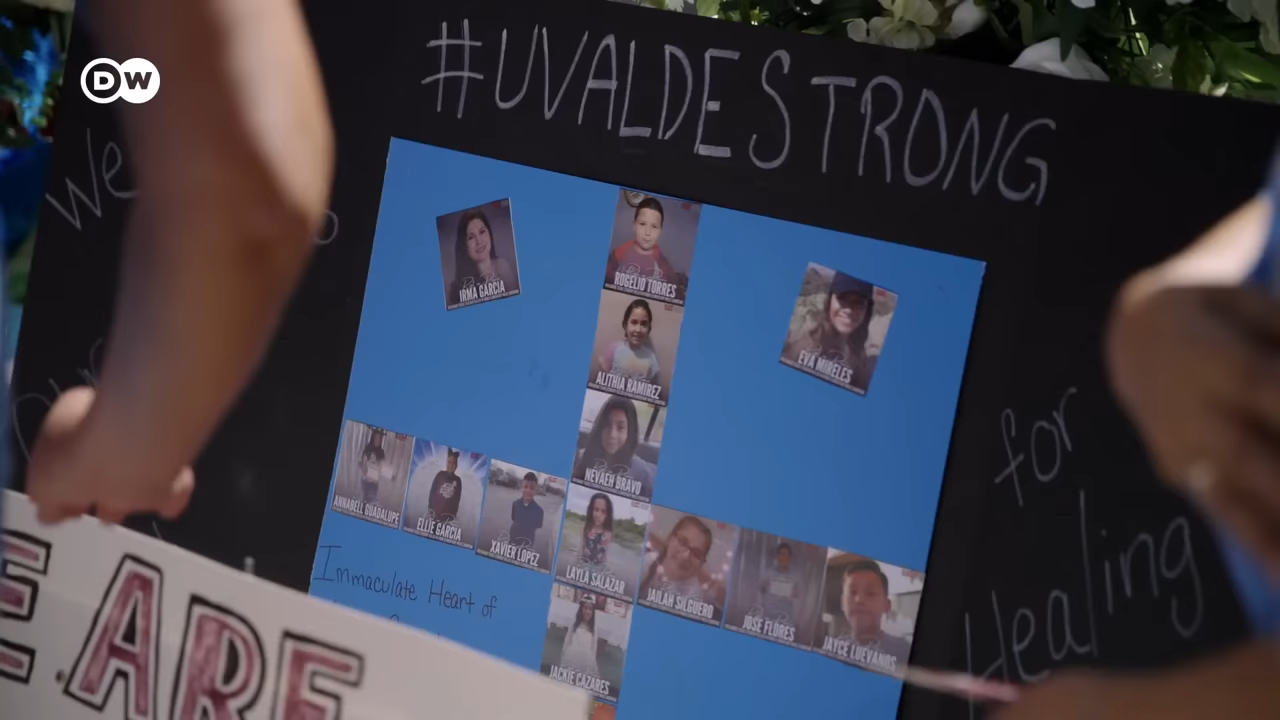 DW
#UVALDESTRONG
We
IRMA GARCIA
ROGELIO TORRES
EVA MIRELES
ALITHIA RAMIREZ
NEVAEH BRAVO
for
ANNABELL GUADALUPE
ELLIE GARCIA
XAVIER LOPEZ
LAYLA SALAZAR
JAILAH SILGUERO
JOSE FLORES
JAYCE LUEVANOS
Healing
Immaculate Heart of
JACKIE CAZARES
E ARE